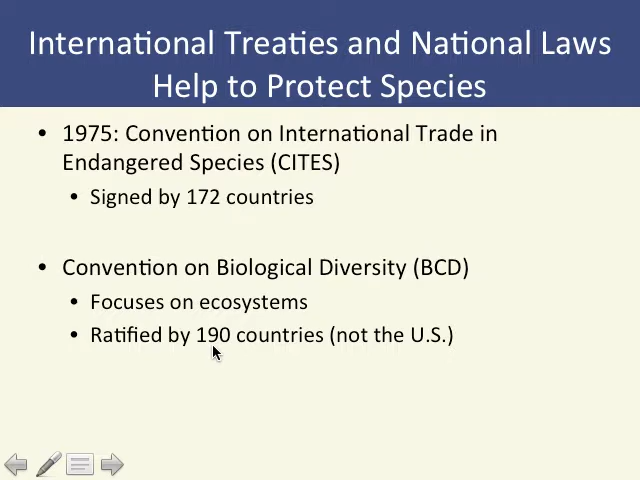 International Treaties and National Laws
Help to Protect Species
• 1975: Convention on International Trade in
Endangered Species (CITES)
• Signed by 172 countries
• Convention on Biological Diversity (BCD)
• Focuses on ecosystems
• Ratified by 190 countries (not the U.S.)